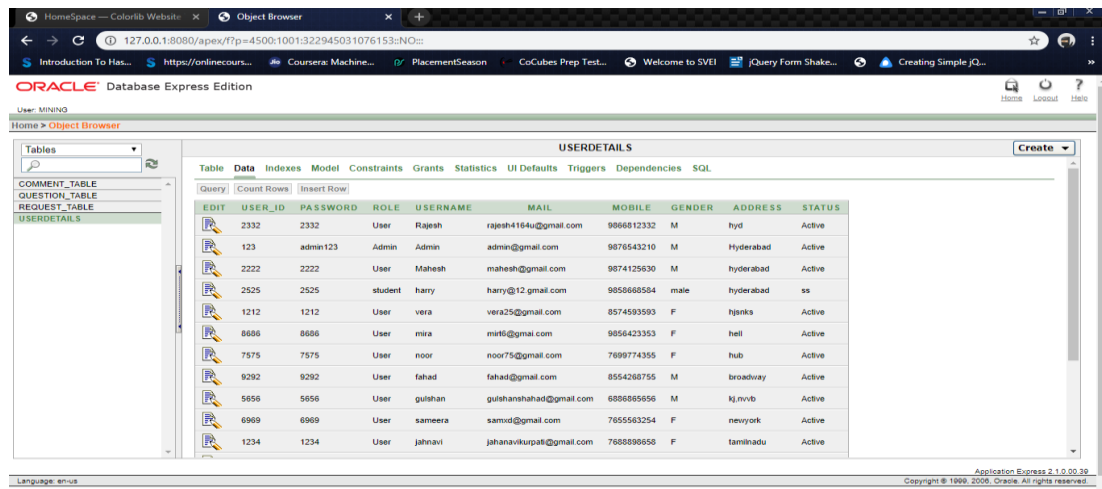 HomeSpace — Colorlib Website
Object Browser
127.0.0.1:8080/apex/f?p=4500:1001:322945031076153::NO:::
Introduction To Has... https://onlinecours... Jio Coursera: Machine... PlacementSeason CoCubes Prep Test... Welcome to SVEI jQuery Form Shake... Creating Simple jQ... »
ORACLE Database Express Edition
Home Logout Help
User: MINING
Home > Object Browser
Tables
USERDETAILS
Create
Table Data Indexes Model Constraints Grants Statistics UI Defaults Triggers Dependencies SQL
COMMENT_TABLE
QUESTION_TABLE
REQUEST_TABLE
USERDETAILS
Query Count Rows Insert Row
EDIT USER_ID PASSWORD ROLE USERNAME MAIL MOBILE GENDER ADDRESS STATUS
2332 2332 User Rajesh rajesh4164u@gmail.com 9866812332 M hyd Active
123 admin123 Admin Admin admin@gmail.com 9876543210 M Hyderabad Active
2222 2222 User Mahesh mahesh@gmail.com 9874125630 M hyderabad Active
2525 2525 student harry harry@12.gmail.com 9858668584 male hyderabad ss
1212 1212 User vera vera25@gmail.com 8574593593 F hjsnks Active
8686 8686 User mira mirt6@gmai.com 9856423353 F hell Active
7575 7575 User noor noor75@gmail.com 7699774355 F hub Active
9292 9292 User fahad fahad@gmail.com 8554268755 M broadway Active
5656 5656 User gulshan gulshanshahad@gmail.com 6886865656 M kj,nvvb Active
6969 6969 User sameera samxd@gmail.com 7655563254 F newyork Active
1234 1234 User jahnavi jahanavikurpati@gmail.com 7688898658 F tamilnadu Active
Application Express 2.1.0.00.39
Language: en-us
Copyright © 1999, 2006, Oracle. All rights reserved.